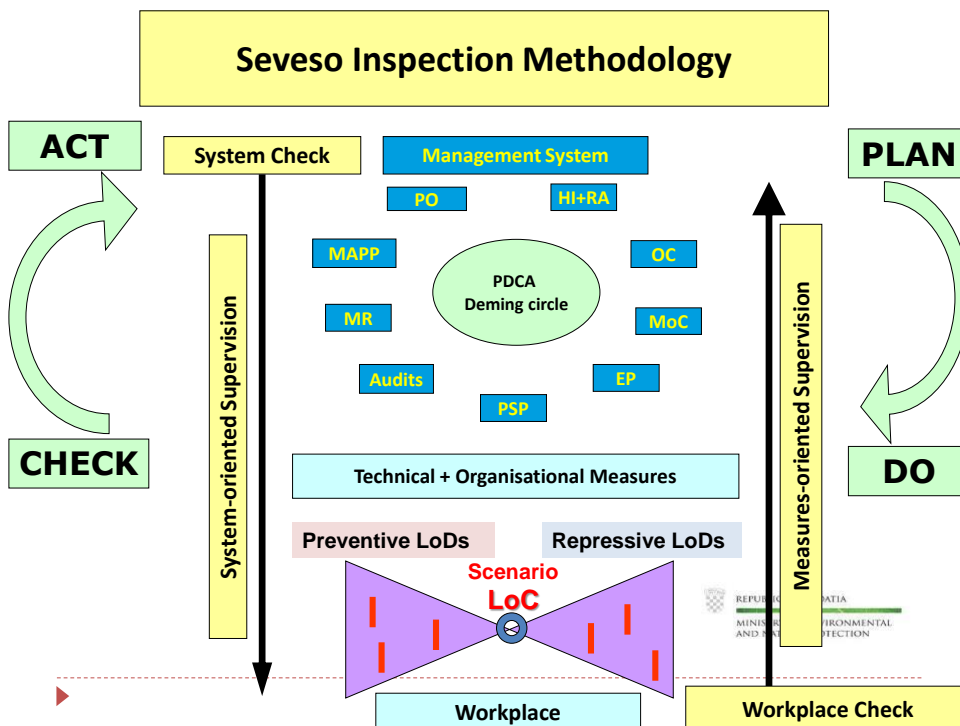 Seveso Inspection Methodology
ACT
System Check
Management System
PLAN
PO
HI+RA
MAPP
OC
PDCA
Deming circle
MR
MoC
Audits
EP
PSP
System-oriented Supervision
Measures-oriented Supervision
CHECK
DO
Technical + Organisational Measures
Preventive LoDs
Repressive LoDs
Scenario
LoC
AND
Workplace
Workplace Check